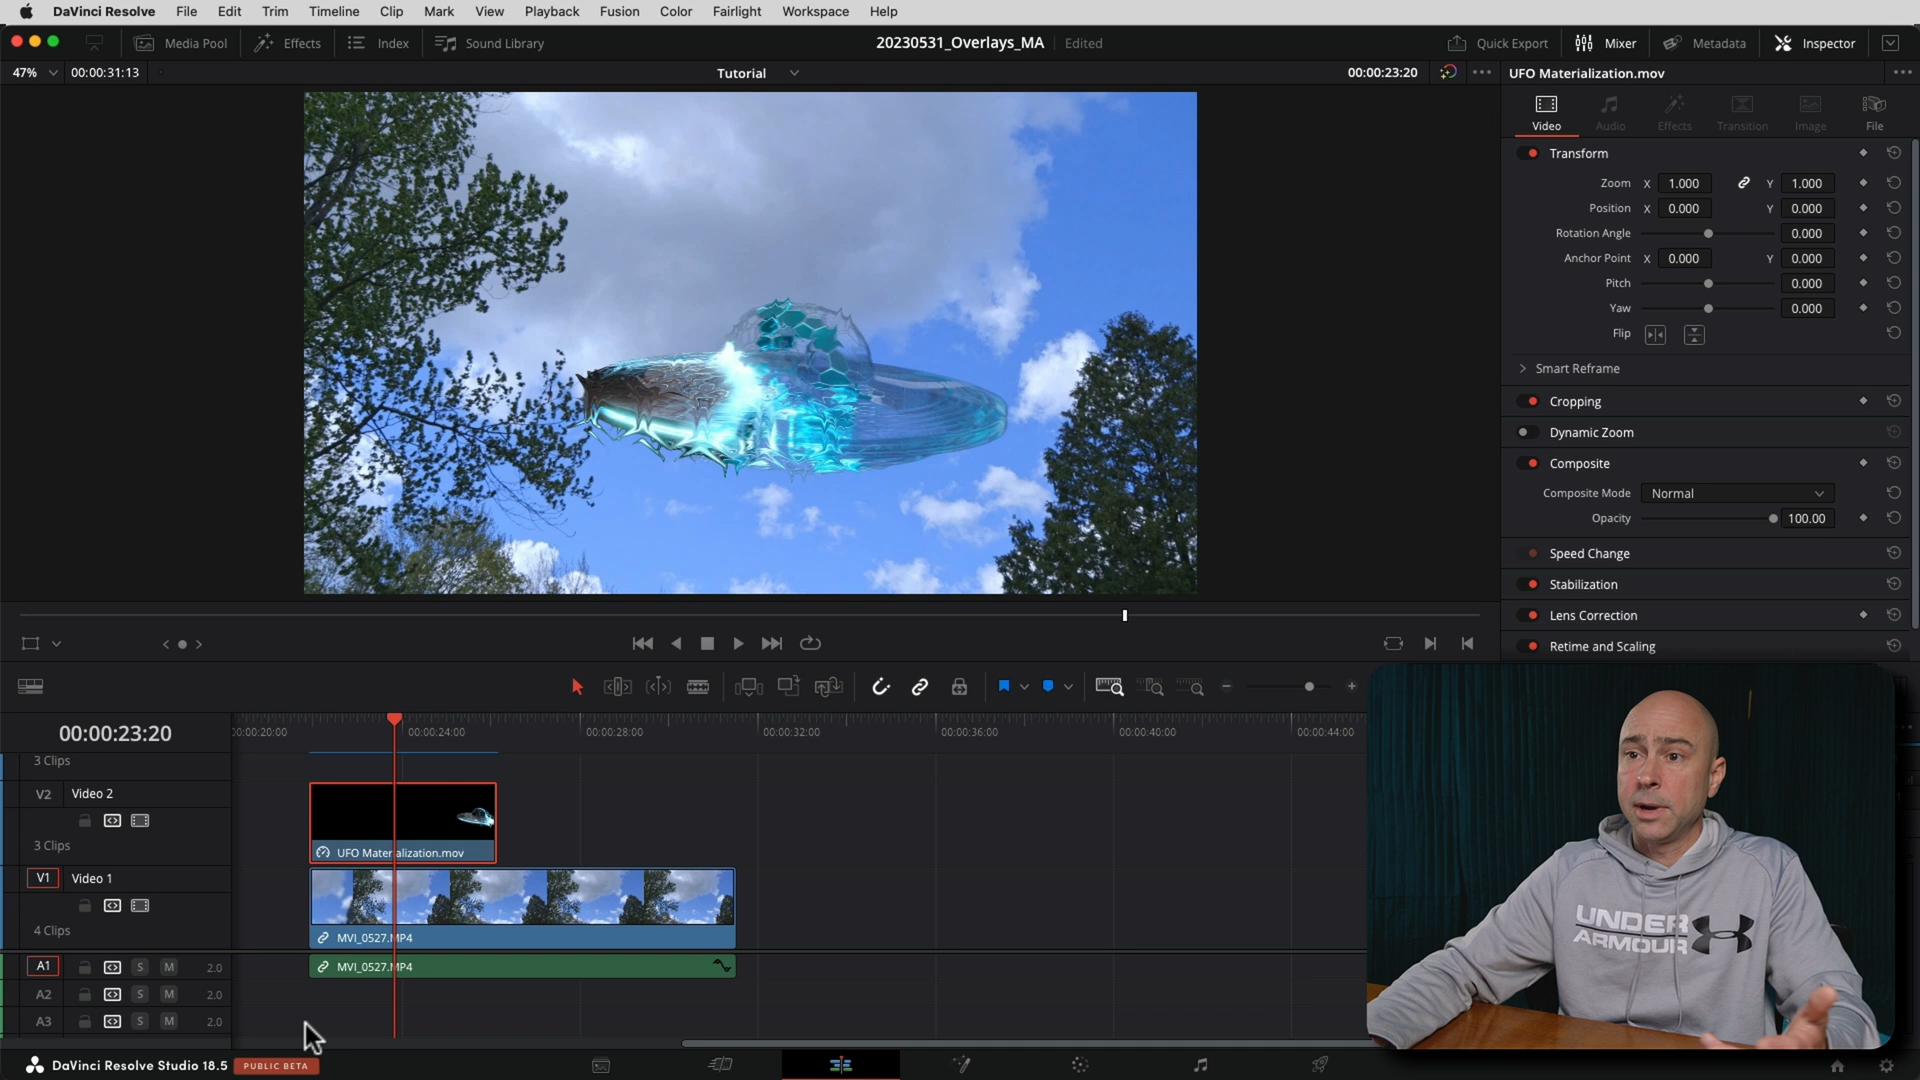 DaVinci Resolve File Edit Trim Timeline Clip Mark View Playback Fusion Color Fairlight Workspace Help
Media Pool Effects Index Sound Library 20230531_Overlays_MA Edited Quick Export Mixer Metadata Inspector
47% 00:00:31:13 Tutorial 00:00:23:20 UFO Materialization.mov
Video Audio Effects Transition Image File
Transform
Zoom X 1.000 Y 1.000
Position X 0.000 Y 0.000
Rotation Angle 0.000
Anchor Point X 0.000 Y 0.000
Pitch 0.000
Yaw 0.000
Flip
Smart Reframe
Cropping
Dynamic Zoom
Composite
Composite Mode Normal
Opacity 100.00
Speed Change
Stabilization
Lens Correction
Retime and Scaling
00:00:23:20
00:00:20:00 00:00:24:00 00:00:28:00 00:00:32:00 00:00:36:00 00:00:40:00 00:00:44:00
3 Clips
V2 Video 2
3 Clips
UFO Materialization.mov
V1 Video 1
4 Clips
MVI_0527.MP4
A1 S M 2.0 MVI_0527.MP4
A2 S M 2.0
A3 S M 2.0
UNDER
ARMOUR
DaVinci Resolve Studio 18.5 PUBLIC BETA